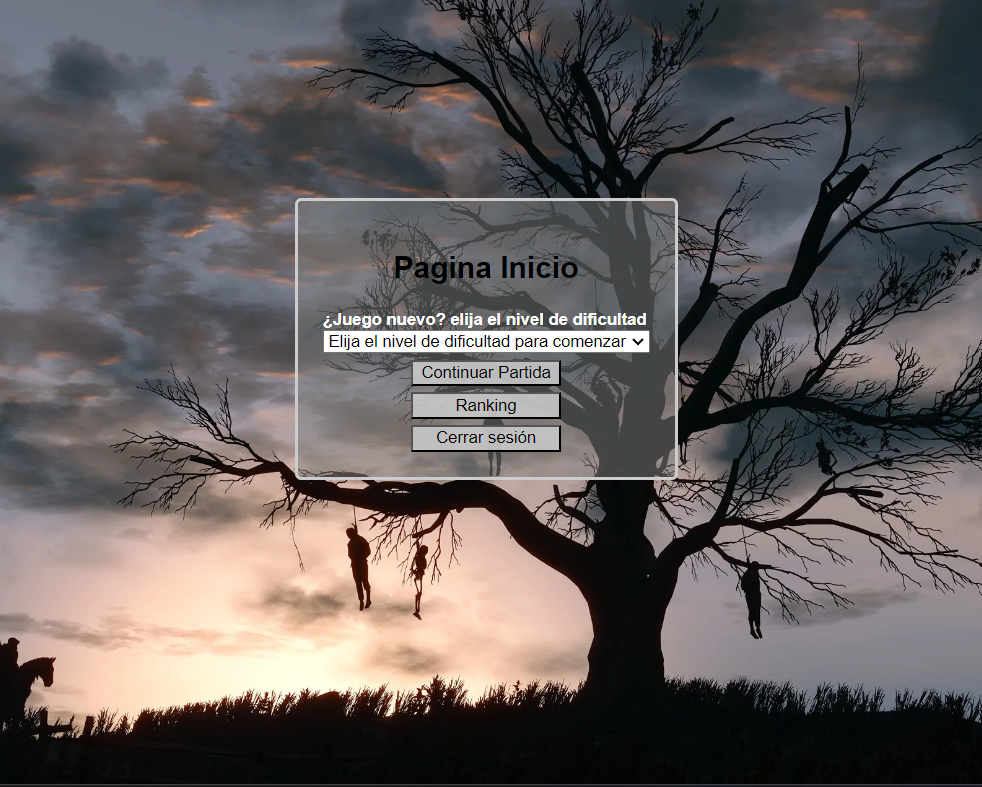 Pagina Inicio
¿Juego nuevo? elija el nivel de dificultad
Elija el nivel de dificultad para comenzar
Continuar Partida
Ranking
Cerrar sesión